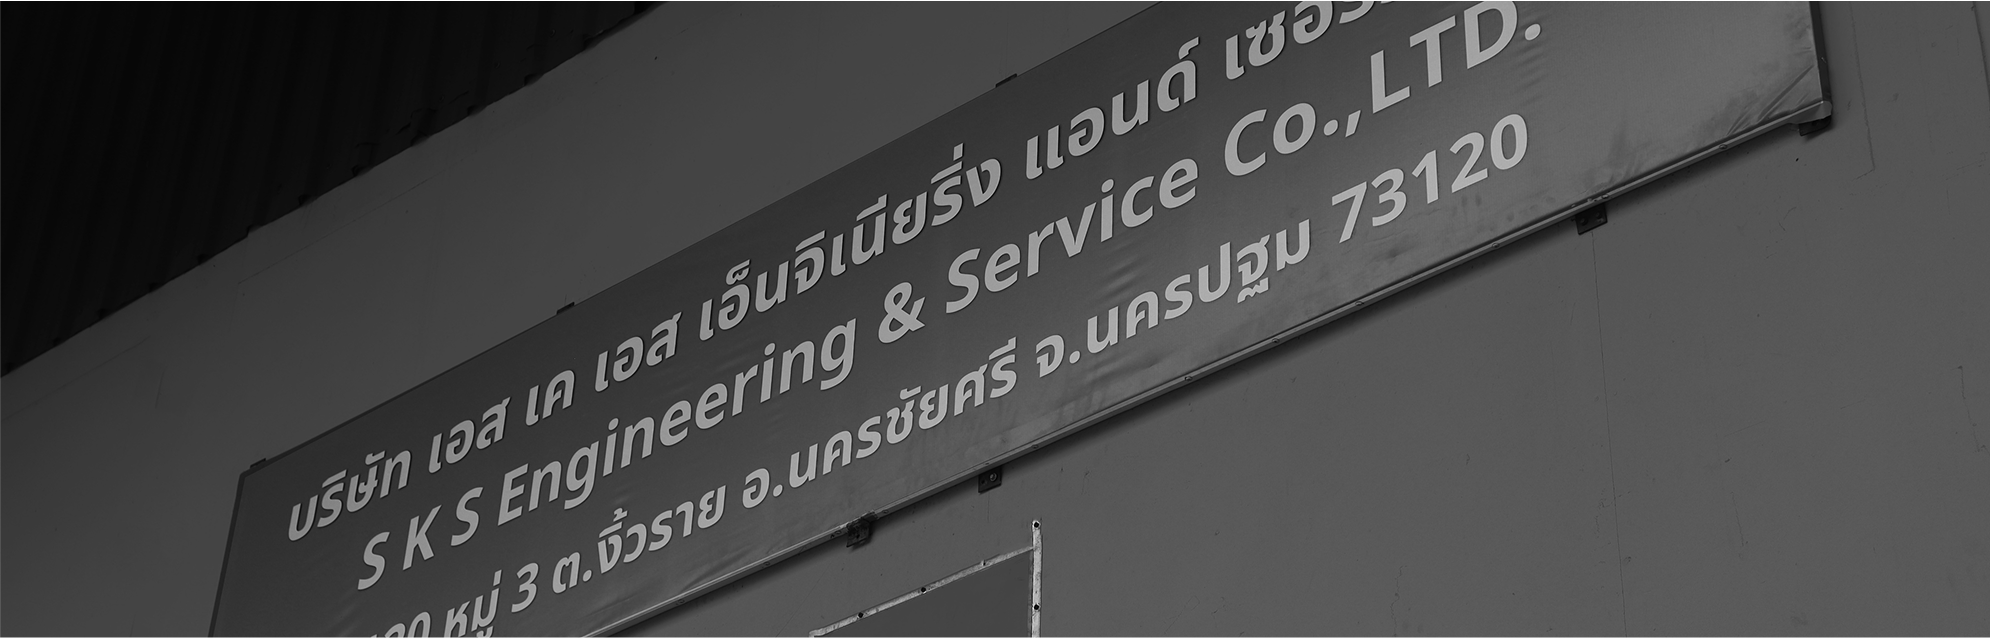 บริษัท เอส เค เอส เอ็นจิเนียริ่ง แอนด์
S K S Engineering & Service Co.,LTD.
หมู่ 3 ต.งิ้วราย อ.นครชัยศรี จ.นครปฐม 73120